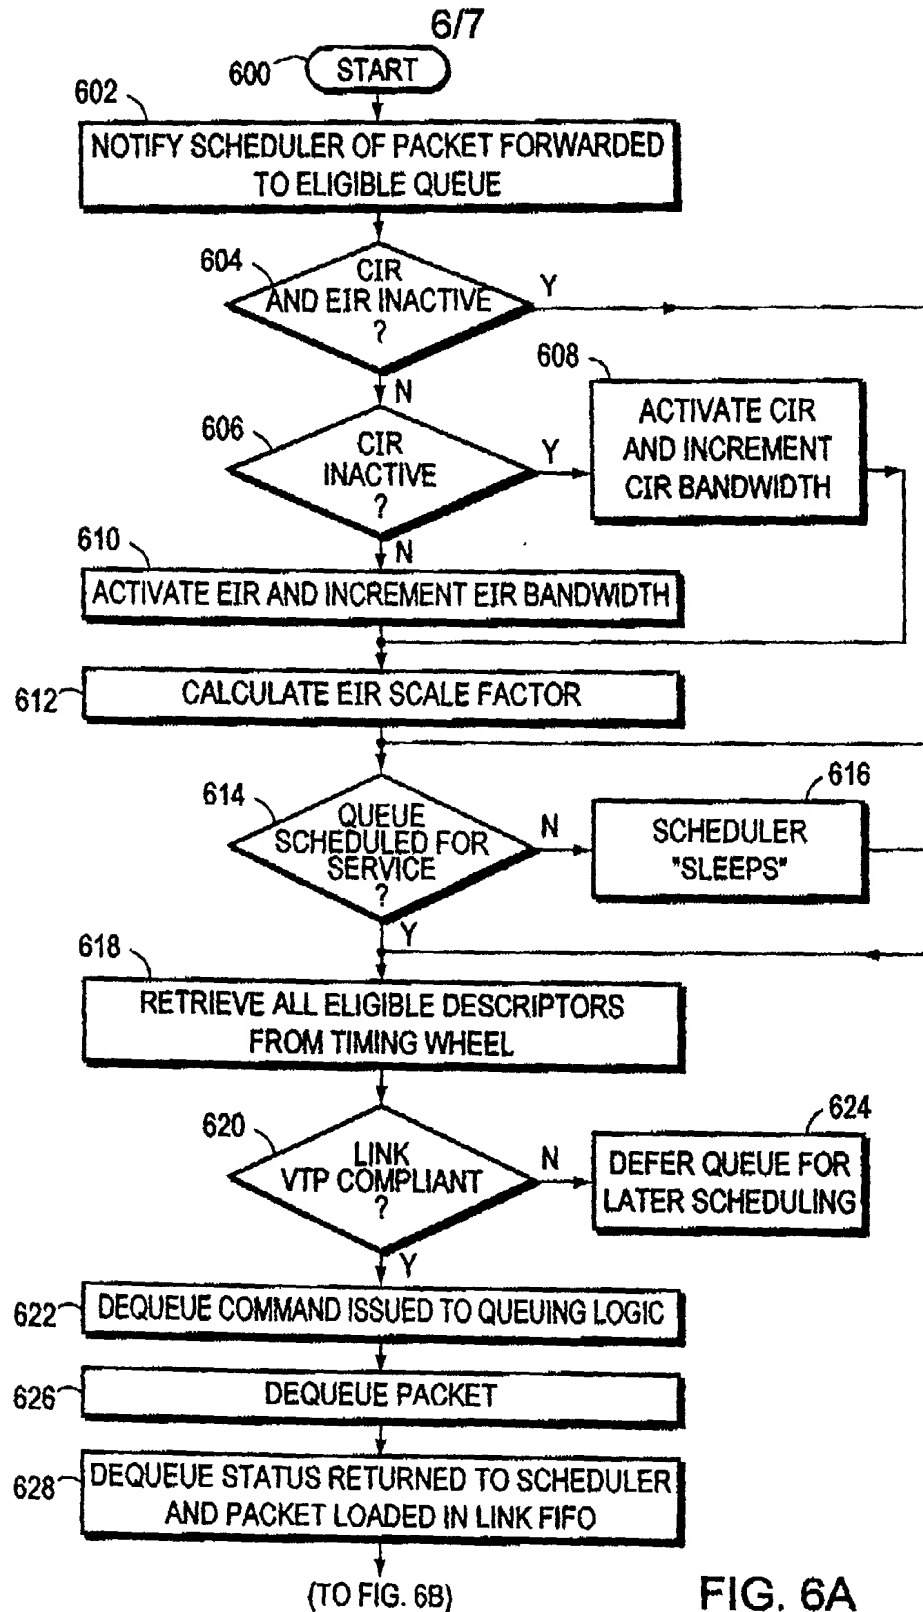 6/7
600
START
602
NOTIFY SCHEDULER OF PACKET FORWARDED
TO ELIGIBLE QUEUE
604
CIR
AND EIR INACTIVE
?
Y
N
606
CIR
INACTIVE
?
Y
N
608
ACTIVATE CIR
AND INCREMENT
CIR BANDWIDTH
610
ACTIVATE EIR AND INCREMENT EIR BANDWIDTH
612
CALCULATE EIR SCALE FACTOR
614
QUEUE
SCHEDULED FOR
SERVICE
?
N
Y
616
SCHEDULER
"SLEEPS"
618
RETRIEVE ALL ELIGIBLE DESCRIPTORS
FROM TIMING WHEEL
620
LINK
VTP COMPLIANT
?
N
Y
624
DEFER QUEUE FOR
LATER SCHEDULING
622
DEQUEUE COMMAND ISSUED TO QUEUING LOGIC
626
DEQUEUE PACKET
628
DEQUEUE STATUS RETURNED TO SCHEDULER
AND PACKET LOADED IN LINK FIFO
(TO FIG. 6B)
FIG. 6A